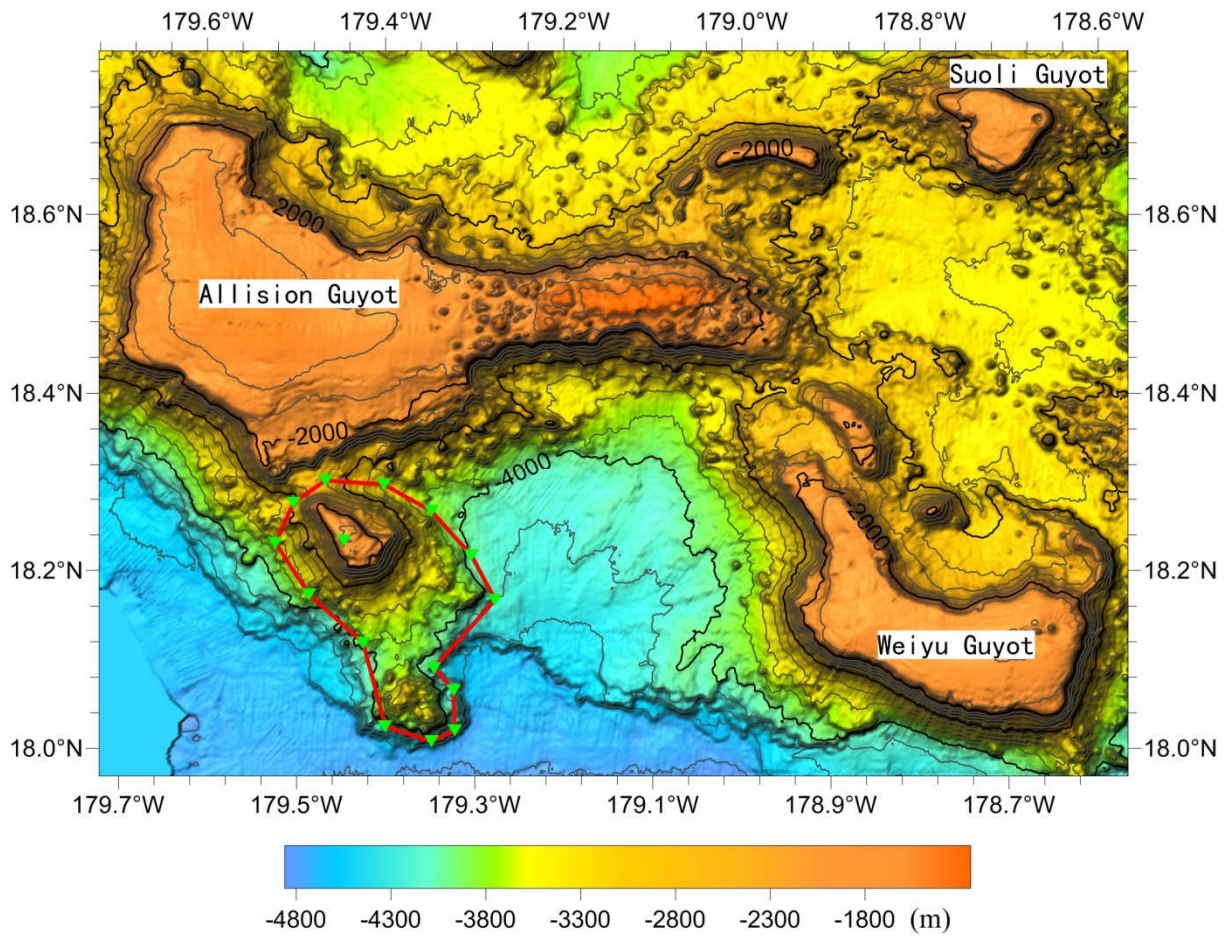 179.6°W 179.4°W 179.2°W 179.0°W 178.8°W 178.6°W
Suoli Guyot
-2000
18.6°N 18.6°N
2000
Allision Guyot
18.4°N 18.4°N
-2000
-4000
2000
18.2°N 18.2°N
Weiyu Guyot
18.0°N 18.0°N
179.7°W 179.5°W 179.3°W 179.1°W 178.9°W 178.7°W
-4800 -4300 -3800 -3300 -2800 -2300 -1800 (m)